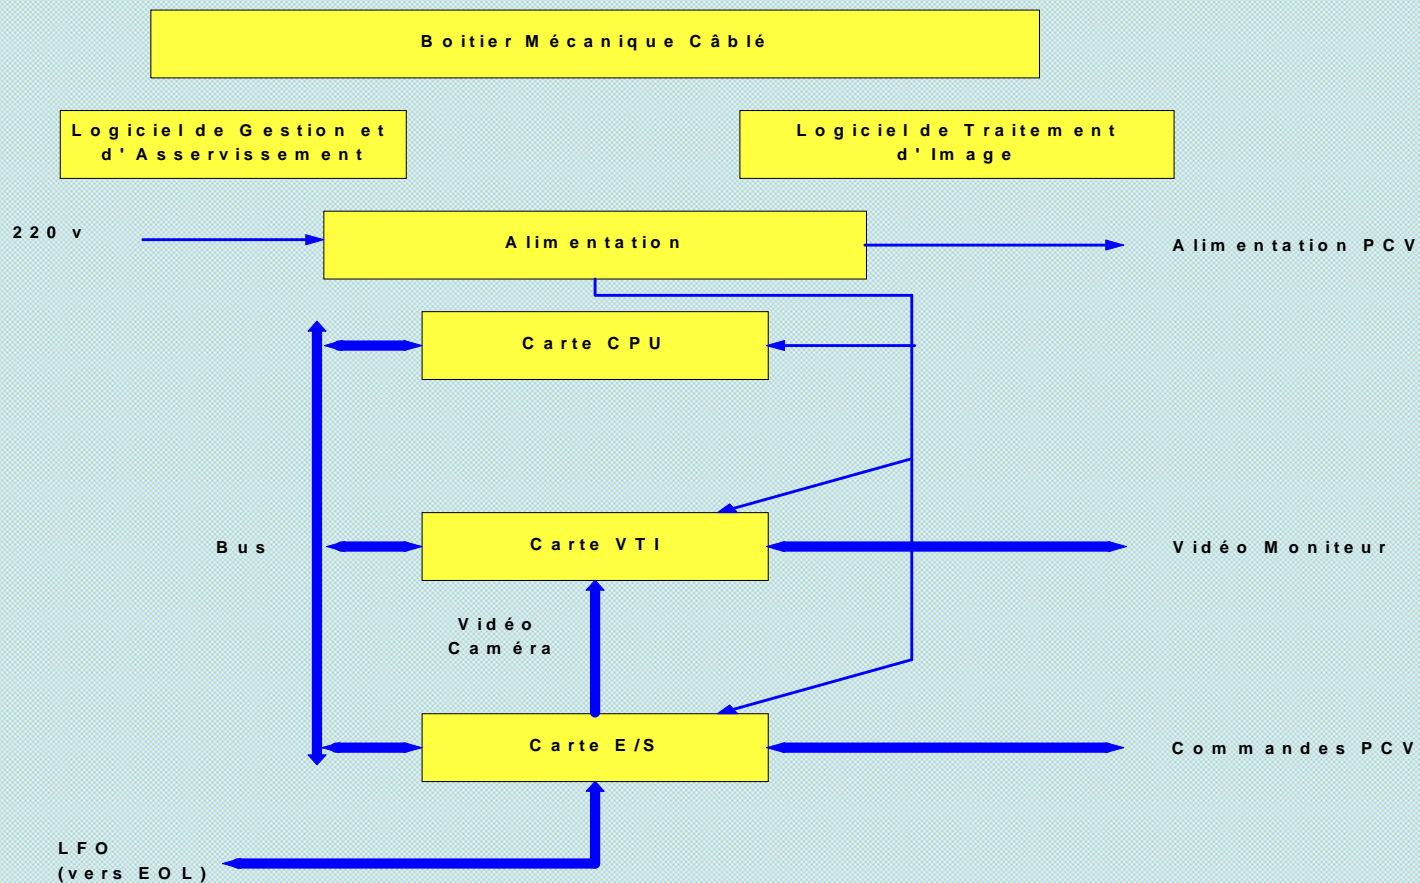 Boitier Mécanique Câblé
Logiciel de Gestion et
d'Asservissement
Logiciel de Traitement
d'Image
220 v
Alimentation
Alimentation PCV
Carte CPU
Bus
Carte VTI
Vidéo Moniteur
Vidéo
Caméra
Carte E/S
Commandes PCV
LFO
(vers EOL)